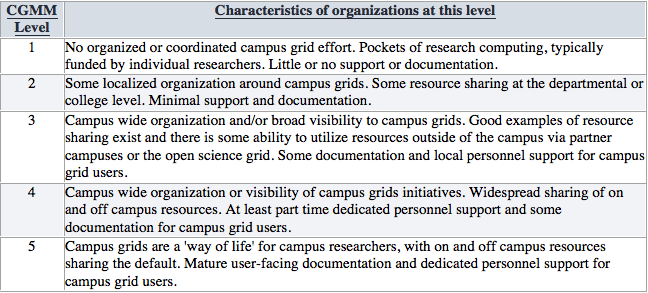 CGMM Level
Characteristics of organizations at this level
1
No organized or coordinated campus grid effort. Pockets of research computing, typically
funded by individual researchers. Little or no support or documentation.
2
Some localized organization around campus grids. Some resource sharing at the departmental or
college level. Minimal support and documentation.
3
Campus wide organization and/or broad visibility to campus grids. Good examples of resource
sharing exist and there is some ability to utilize resources outside of the campus via partner
campuses or the open science grid. Some documentation and local personnel support for campus
grid users.
4
Campus wide organization or visibility of campus grids initiatives. Widespread sharing of on
and off campus resources. At least part time dedicated personnel support and some
documentation for campus grid users.
5
Campus grids are a 'way of life' for campus researchers, with on and off campus resources
sharing the default. Mature user-facing documentation and dedicated personnel support for
campus grid users.